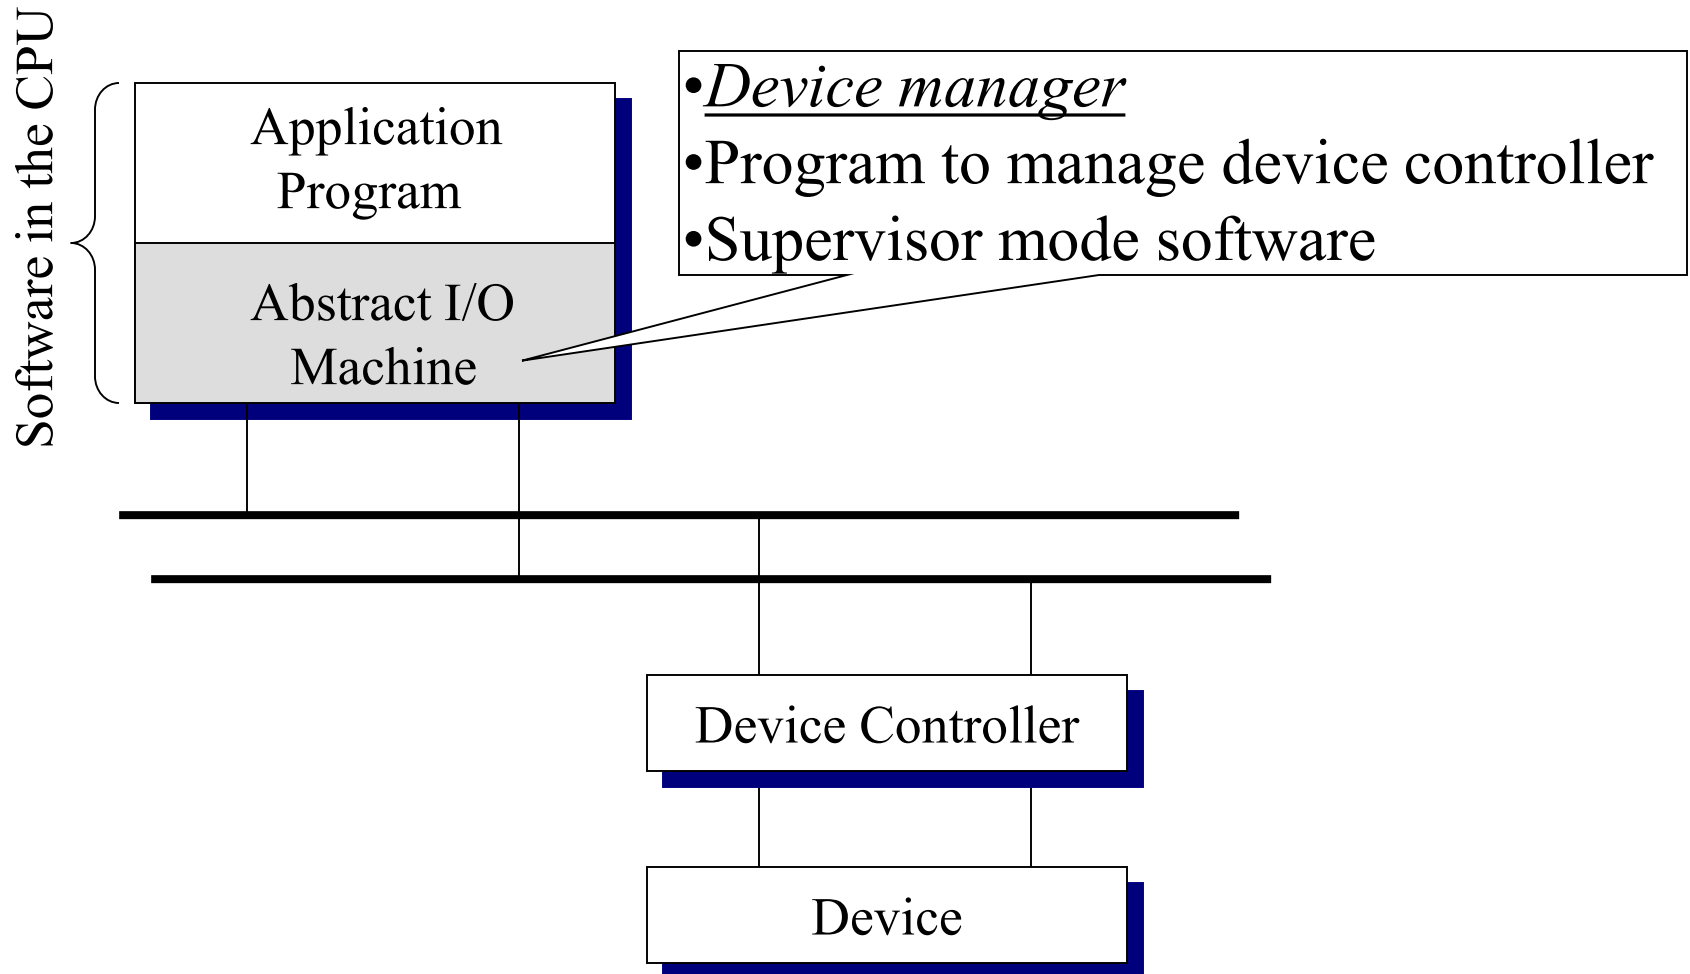 Software in the CPU
Application
Program
Abstract I/O
Machine
•Device manager
•Program to manage device controller
•Supervisor mode software
Device Controller
Device